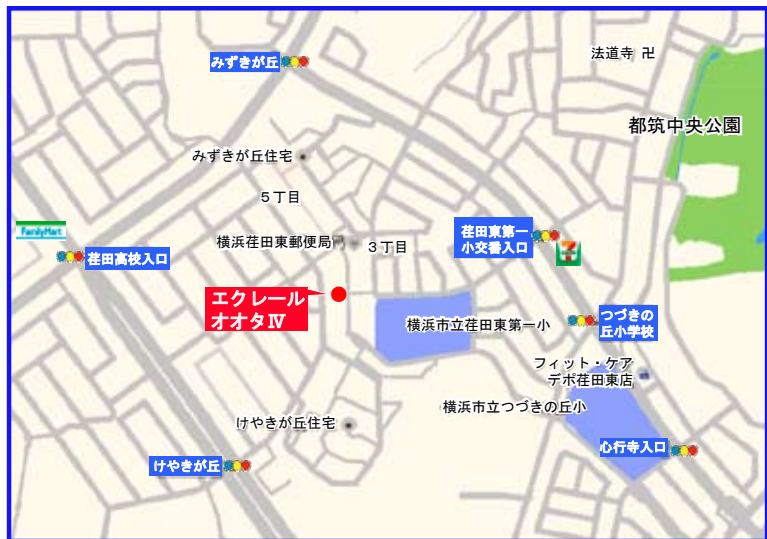 法道寺 卍
みずきが丘
都筑中央公園
みずきが丘住宅
5丁目
FamilyMart
横浜荏田東郵便局
3丁目
荏田東第一
小交番入口
7
荏田高校入口
エクレール
オオタⅣ
横浜市立荏田東第一小
つづきの
丘小学校
フィット・ケア
デポ荏田東店
横浜市立つづきの丘小
けやきが丘住宅
心行寺入口
けやきが丘